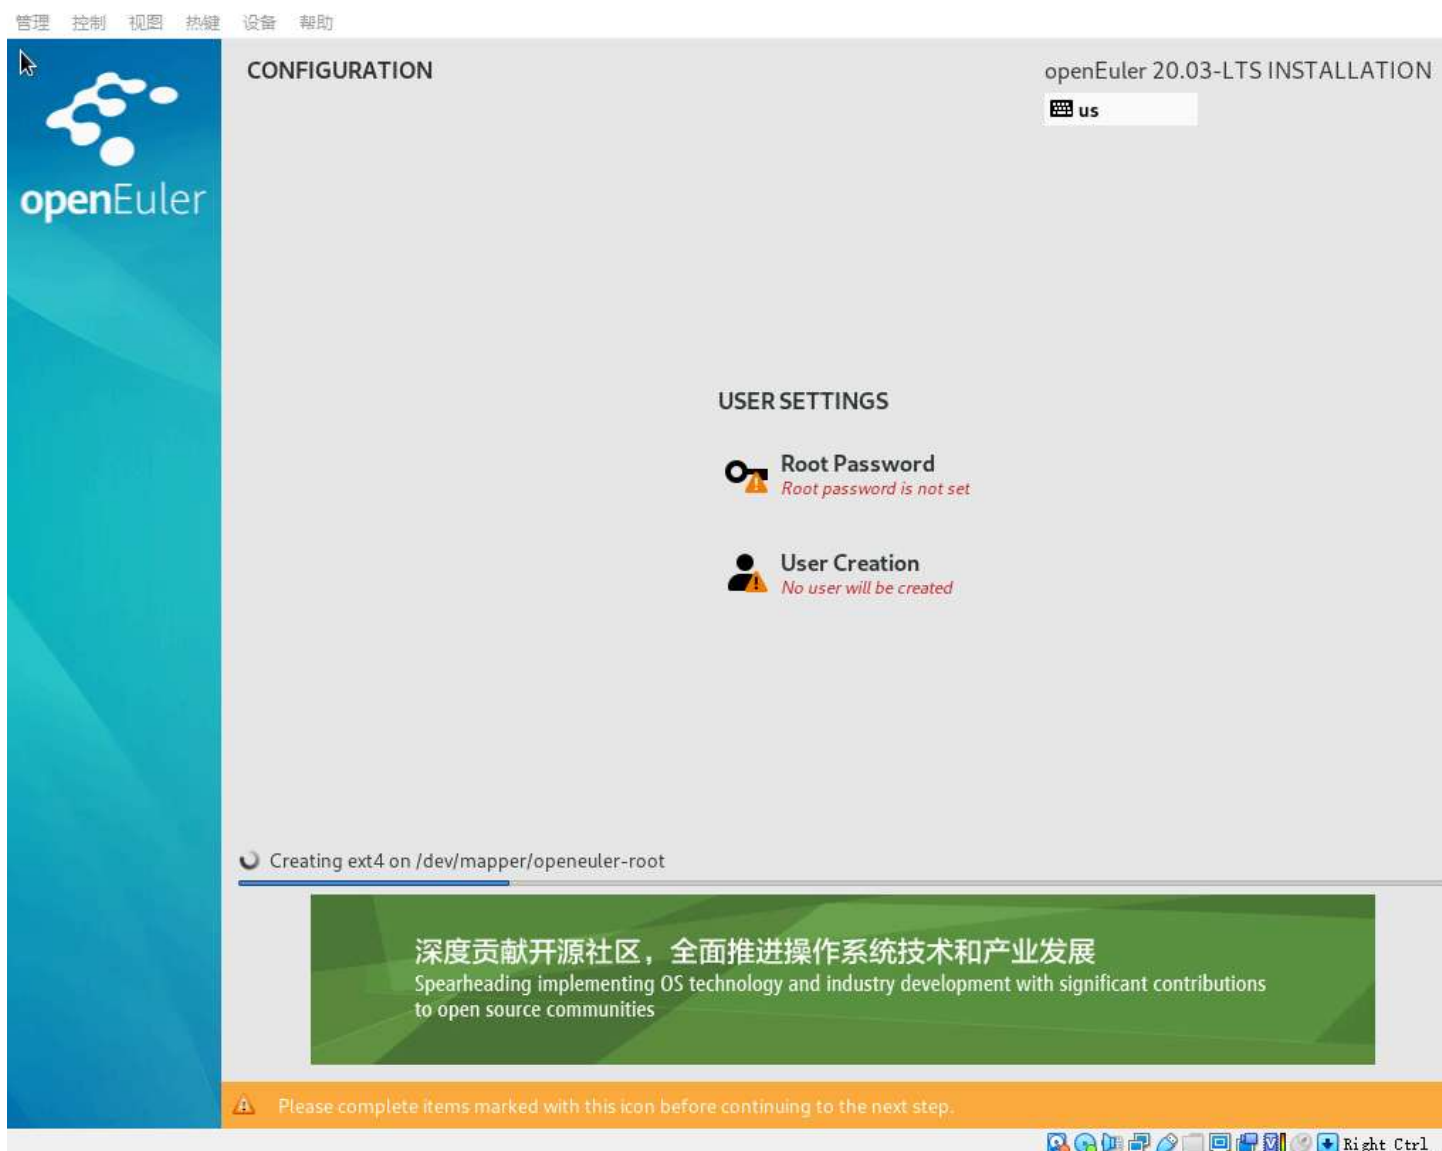 管理 控制 视图 热键 设备 帮助
openEuler
CONFIGURATION
openEuler 20.03-LTS INSTALLATION
us
USER SETTINGS
Root Password
Root password is not set
User Creation
No user will be created
Creating ext4 on /dev/mapper/openeuler-root
深度贡献开源社区，全面推进操作系统技术和产业发展
Spearheading implementing OS technology and industry development with significant contributions
to open source communities
Please complete items marked with this icon before continuing to the next step.
Right Ctrl